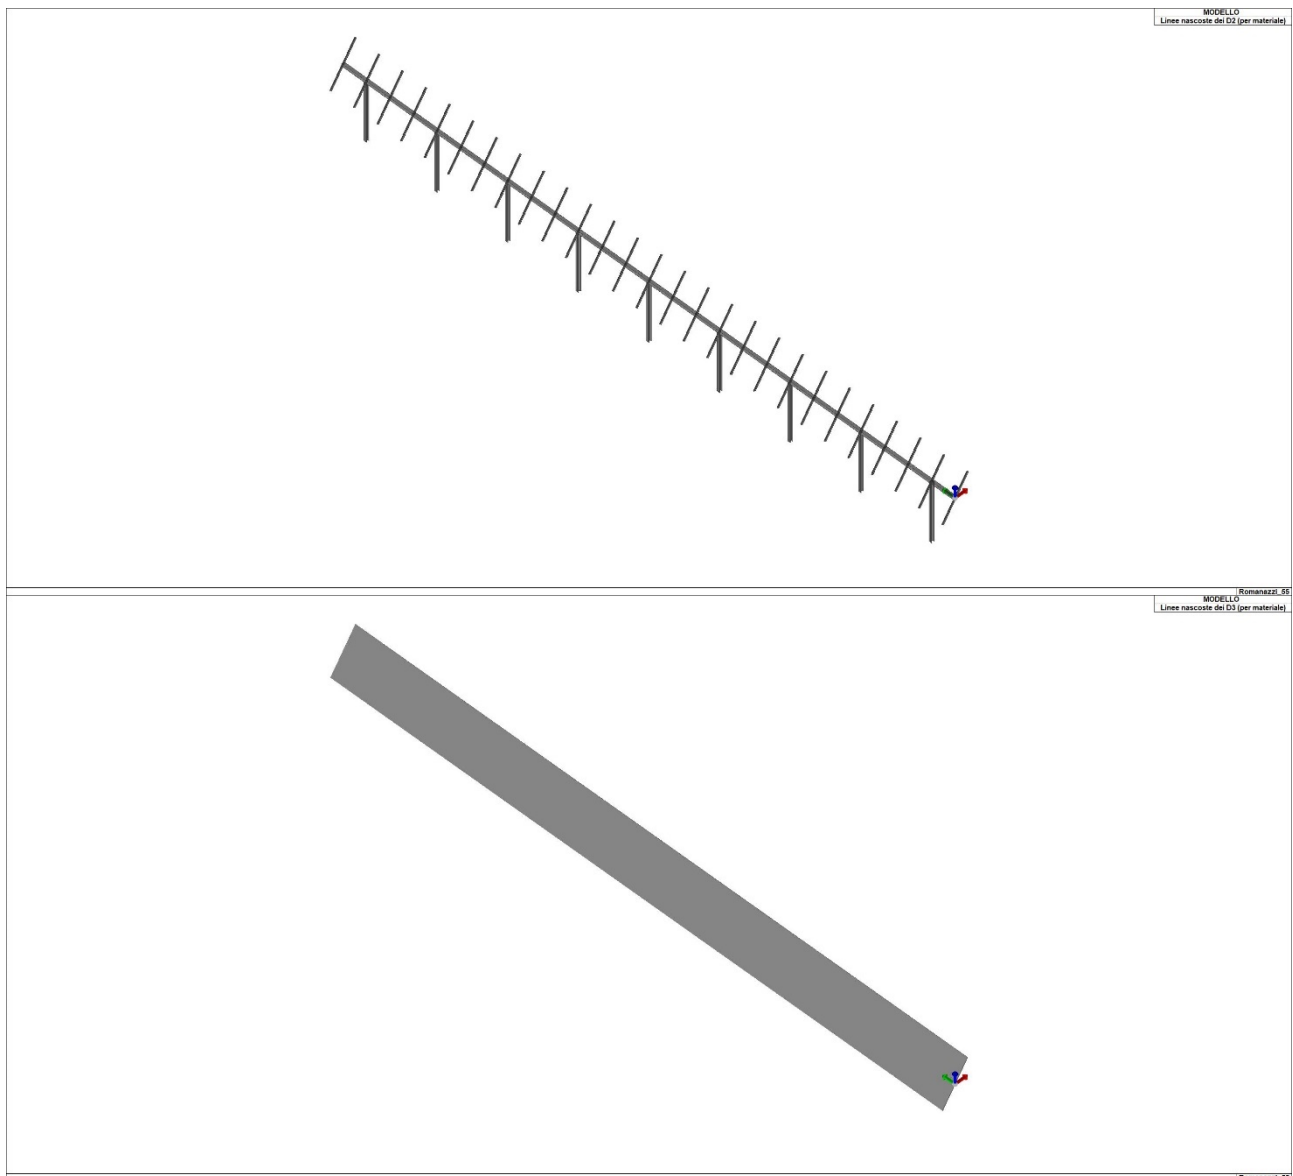 MODELLO
Linee nascoste dei D2 (per materiale)
Romanazzi_55
MODELLO
Linee nascoste dei D3 (per materiale)